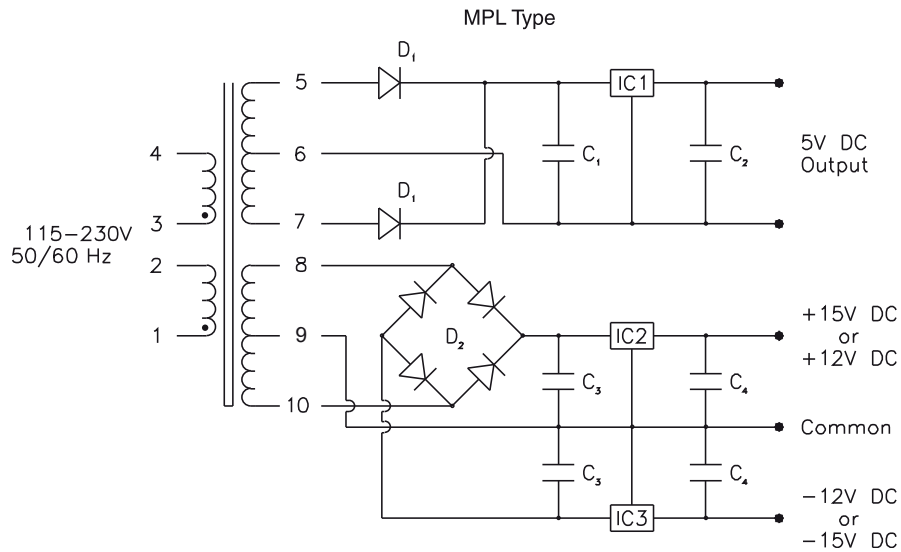 MPL Type
D₁
5
IC1
6
4
C₁
C₂
5V DC
Output
D₁
3
7
115–230V
50/60 Hz
2
8
+15V DC
or
+12V DC
1
9
D₂
IC2
C₃
C₄
10
Common
C₃
C₄
–12V DC
or
–15V DC
IC3